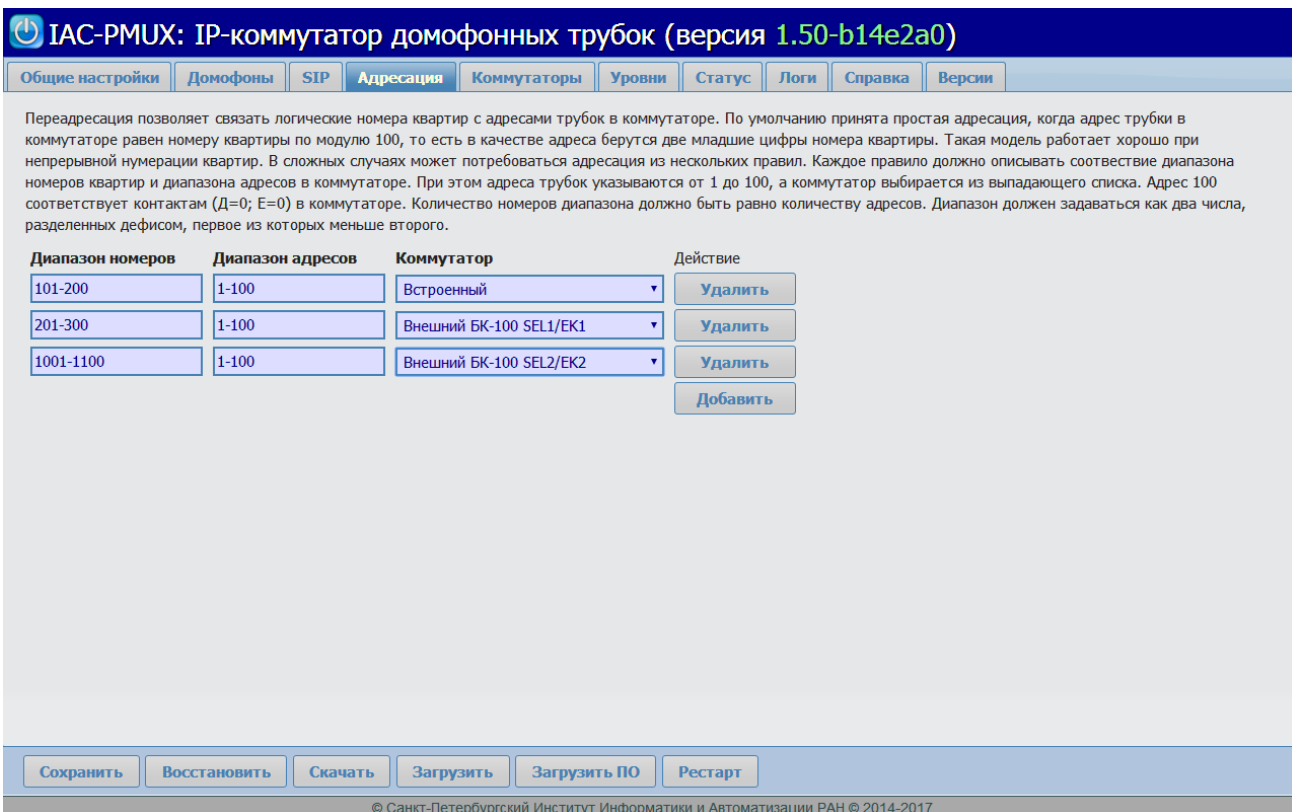 IAC-PMUX: IP-коммутатор домофонных трубок (версия 1.50-b14e2a0)
Общие настройки Домофоны SIP Адресация Коммутаторы Уровни Статус Логи Справка Версии
Переадресация позволяет связать логические номера квартир с адресами трубок в коммутаторе. По умолчанию принята простая адресация, когда адрес трубки в
коммутаторе равен номеру квартиры по модулю 100, то есть в качестве адреса берутся две младшие цифры номера квартиры. Такая модель работает хорошо при
непрерывной нумерации квартир. В сложных случаях может потребоваться адресация из нескольких правил. Каждое правило должно описывать соотвествие диапазона
номеров квартир и диапазона адресов в коммутаторе. При этом адреса трубок указываются от 1 до 100, а коммутатор выбирается из выпадающего списка. Адрес 100
соответствует контактам (Д=0; Е=0) в коммутаторе. Количество номеров диапазона должно быть равно количеству адресов. Диапазон должен задаваться как два числа,
разделенных дефисом, первое из которых меньше второго.
Диапазон номеров Диапазон адресов Коммутатор Действие
101-200 1-100 Встроенный Удалить
201-300 1-100 Внешний БК-100 SEL1/EK1 Удалить
1001-1100 1-100 Внешний БК-100 SEL2/EK2 Удалить
Добавить
Сохранить Восстановить Скачать Загрузить Загрузить ПО Рестарт
© Санкт-Петербургский Институт Информатики и Автоматизации РАН © 2014-2017